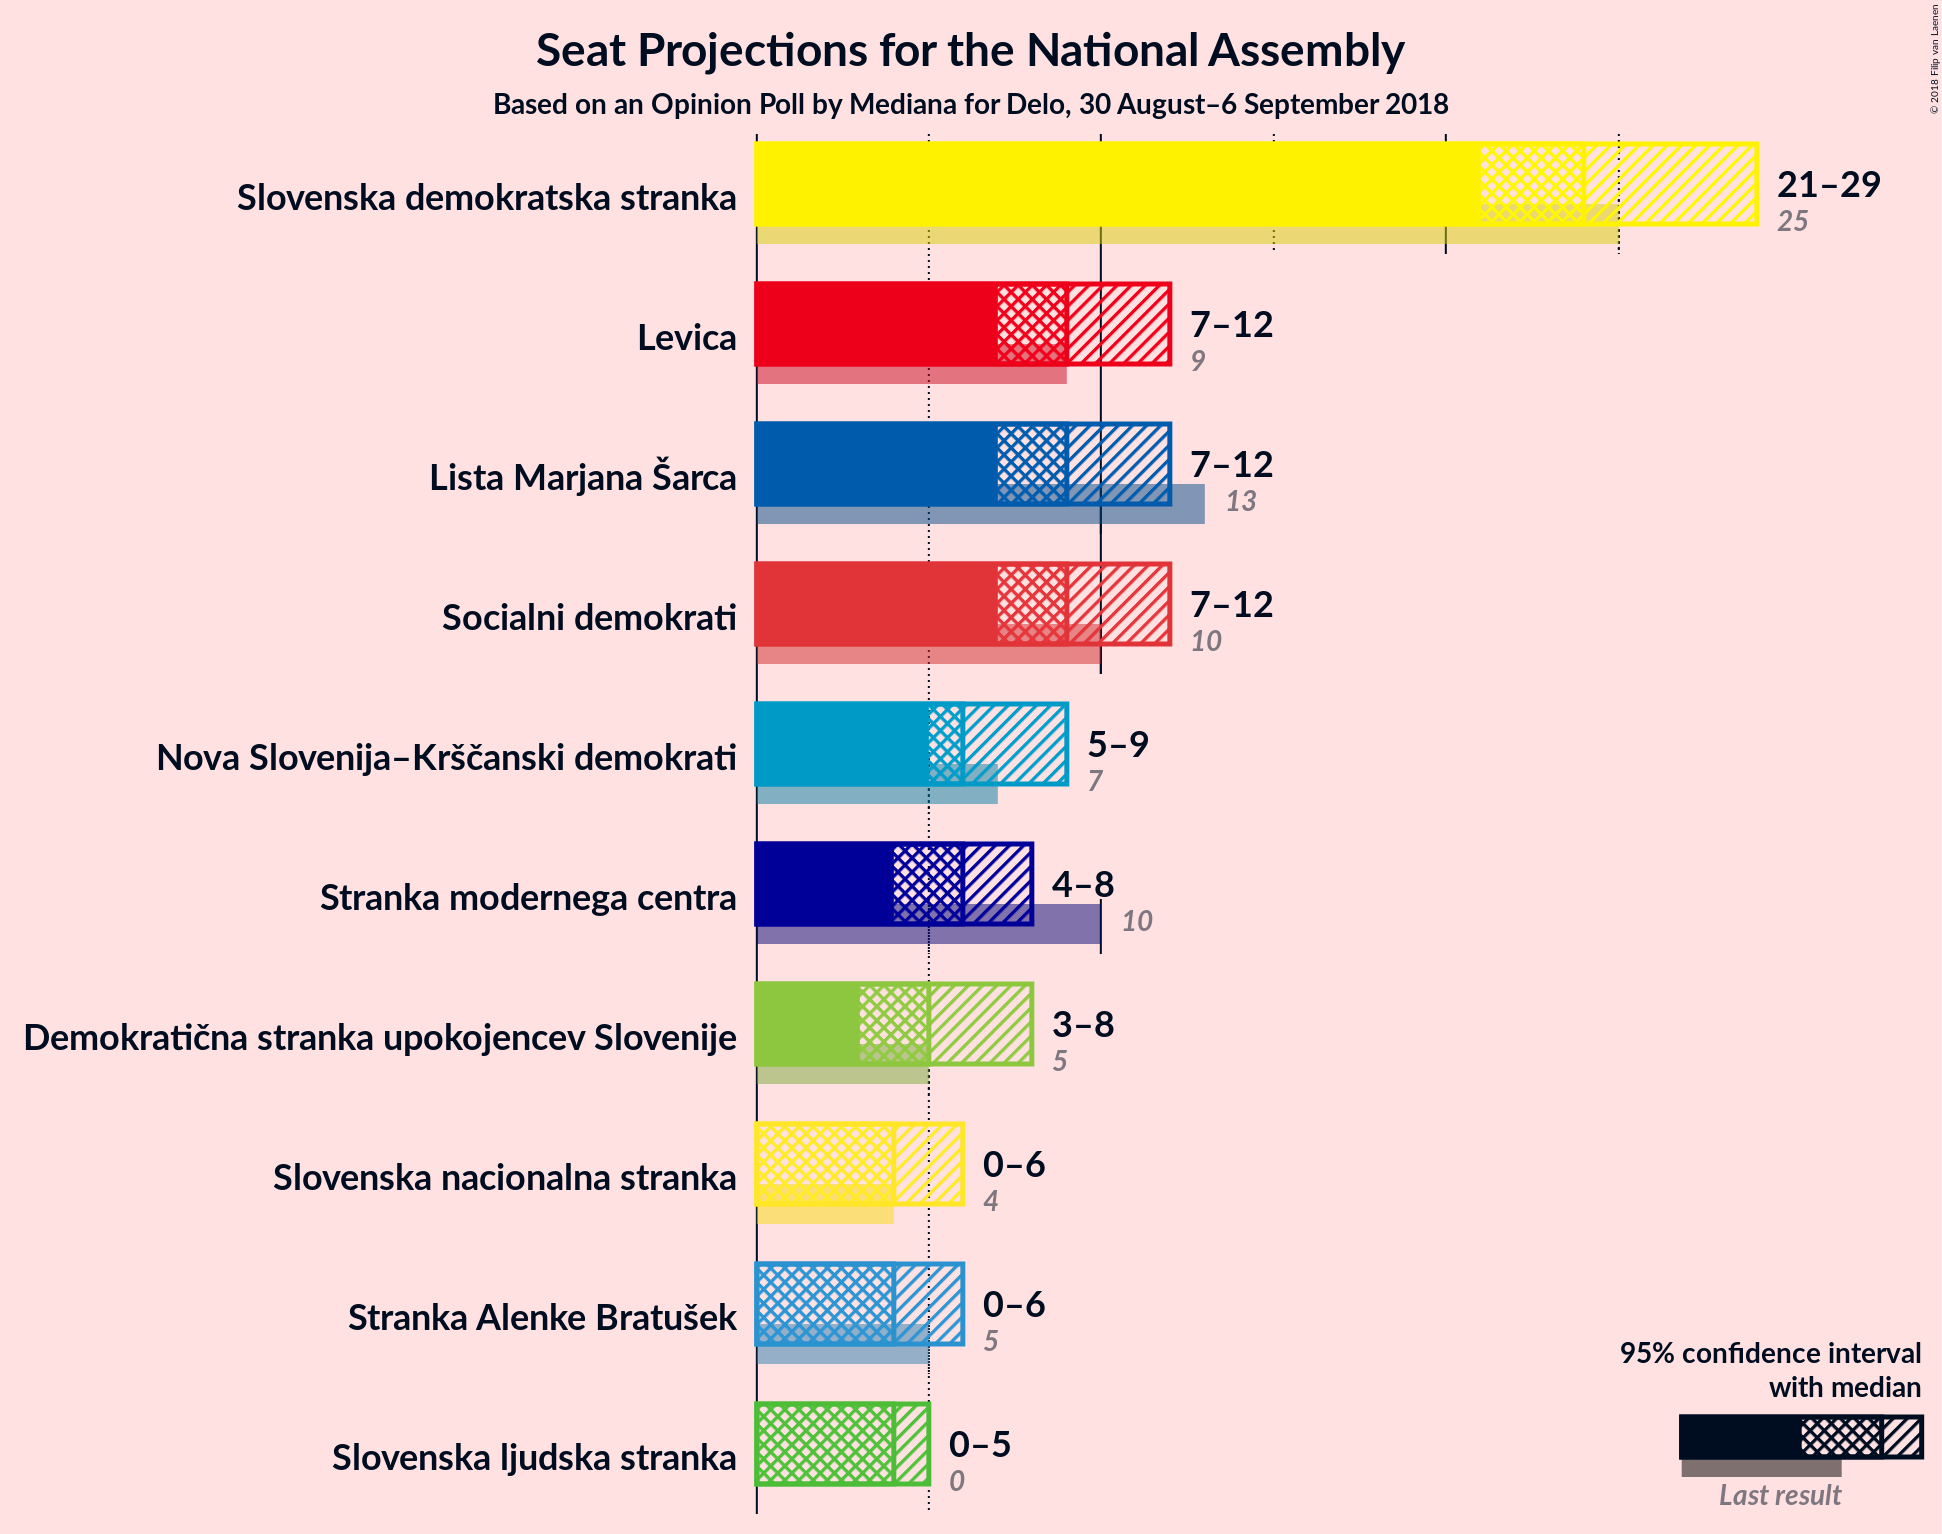 Seat Projections for the National Assembly
Based on an Opinion Poll by Mediana for Delo, 30 August–6 September 2018
© 2018 Filip van Laenen
Slovenska demokratska stranka
21–29
25
Levica
7–12
9
Lista Marjana Šarca
7–12
13
Socialni demokrati
7–12
10
Nova Slovenija–Krščanski demokrati
5–9
7
Stranka modernega centra
4–8
10
Demokratična stranka upokojencev Slovenije
3–8
5
Slovenska nacionalna stranka
0–6
4
Stranka Alenke Bratušek
0–6
5
Slovenska ljudska stranka
0–5
0
95% confidence interval
with median
Last result